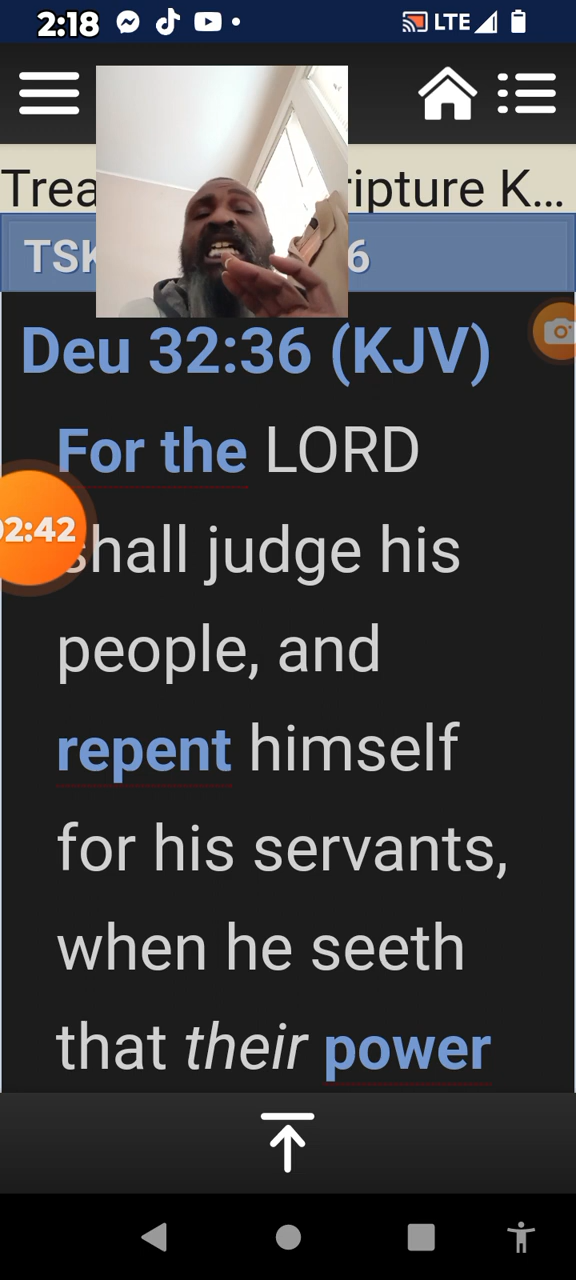 2:18 LTE
Trea ripture K...
TSK 6
Deu 32:36 (KJV)
For the LORD
02:42
shall judge his
people, and
repent himself
for his servants,
when he seeth
that their power